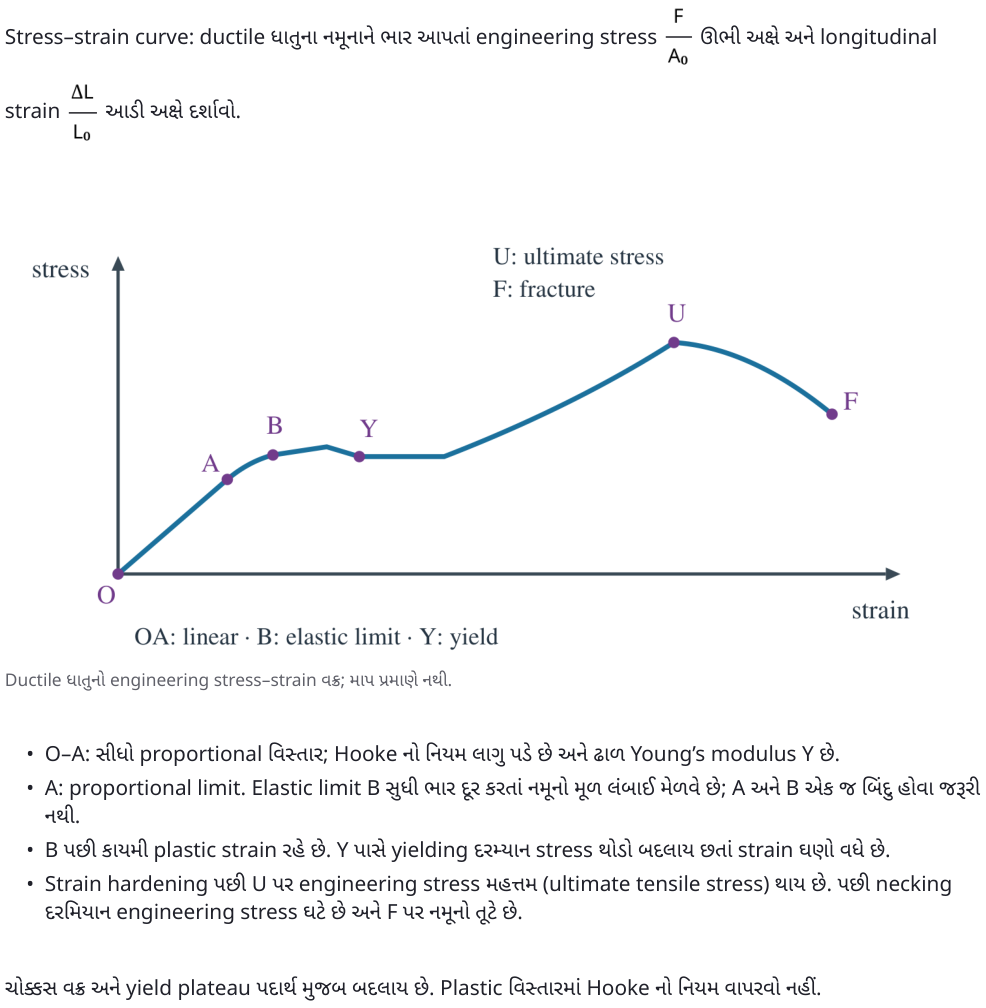 Stress–strain curve: ductile ધાતુના નમૂનાને ભાર આપતાં engineering stress F/A₀ ઊભી અક્ષે અને longitudinal
strain ΔL/L₀ આડી અક્ષે દર્શાવો.
U: ultimate stress
stress
F: fracture
U
B
Y
F
A
O
strain
OA: linear · B: elastic limit · Y: yield
Ductile ધાતુનો engineering stress–strain વક્ર; માપ પ્રમાણે નથી.
• O–A: સીધો proportional વિસ્તાર; Hooke નો નિયમ લાગુ પડે છે અને ઢાળ Young’s modulus Y છે.
• A: proportional limit. Elastic limit B સુધી ભાર દૂર કરતાં નમૂનો મૂળ લંબાઈ મેળવે છે; A અને B એક જ બિંદુ હોવા જરૂરી
નથી.
• B પછી કાયમી plastic strain રહે છે. Y પાસે yielding દરમ્યાન stress થોડો બદલાય છતાં strain ઘણો વધે છે.
• Strain hardening પછી U પર engineering stress મહત્તમ (ultimate tensile stress) થાય છે. પછી necking
દરમિયાન engineering stress ઘટે છે અને F પર નમૂનો તૂટે છે.
ચોક્કસ વક્ર અને yield plateau પદાર્થ મુજબ બદલાય છે. Plastic વિસ્તારમાં Hooke નો નિયમ વાપરવો નહીં.